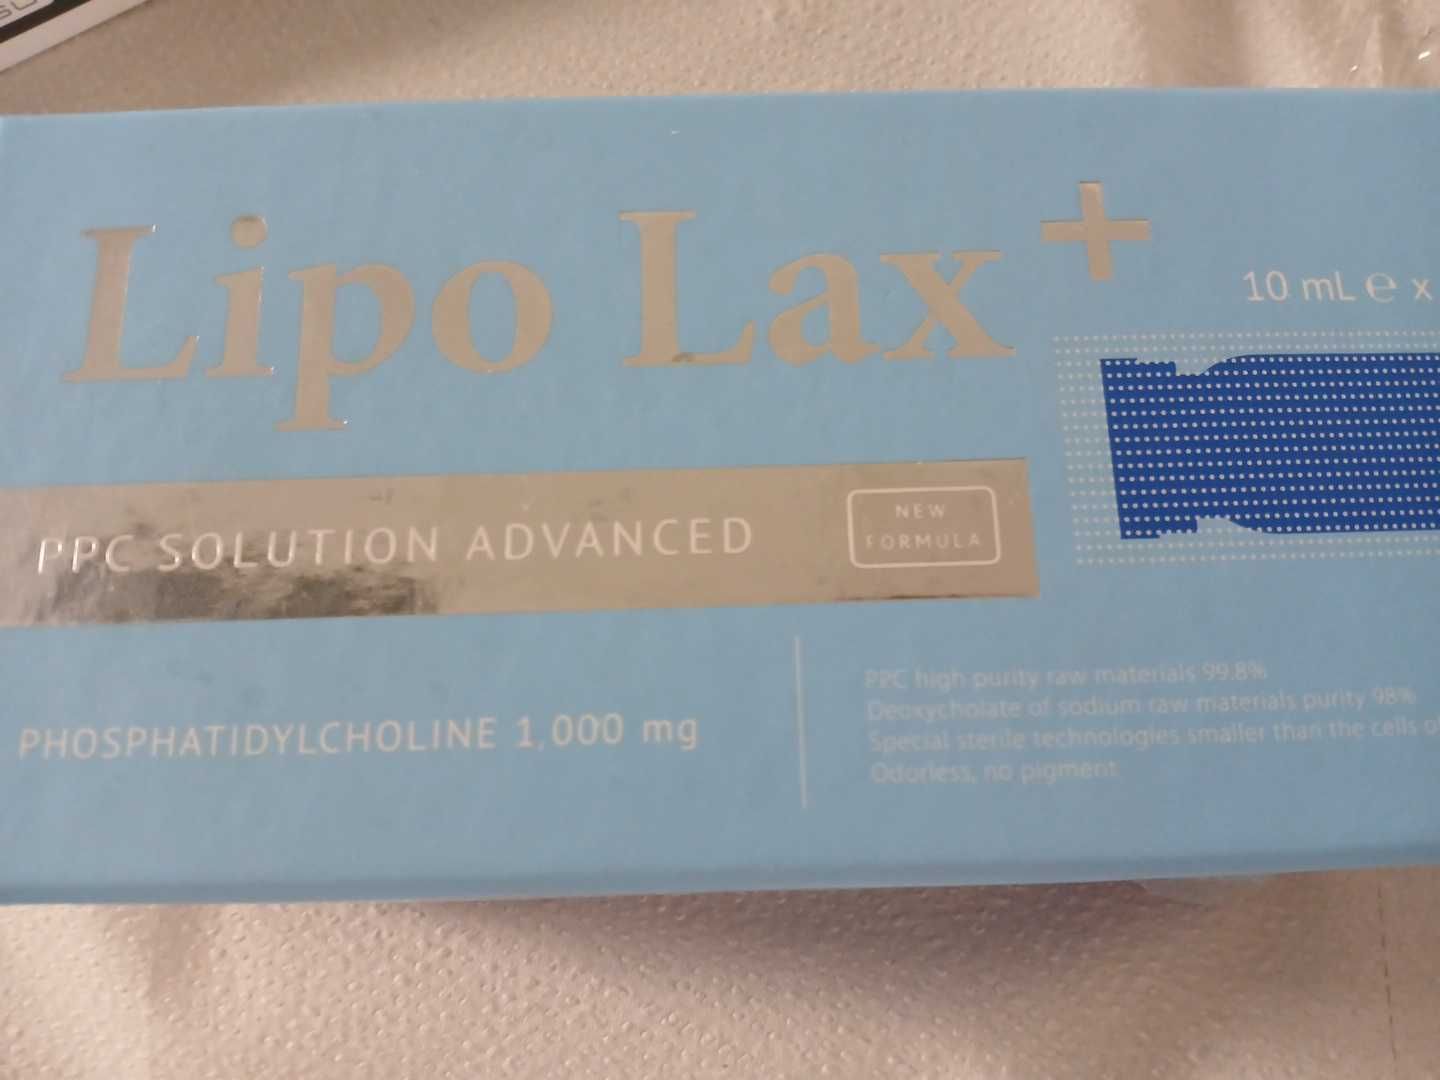 Lipo Lax+
10 mL ℮ x
PPC SOLUTION ADVANCED
NEW
FORMULA
PHOSPHATIDYLCHOLINE 1,000 mg
PPC high purity raw materials 99.8%
Deoxycholate of sodium raw materials purity 98%
Special sterile technologies smaller than the cells
Odorless, no pigment.